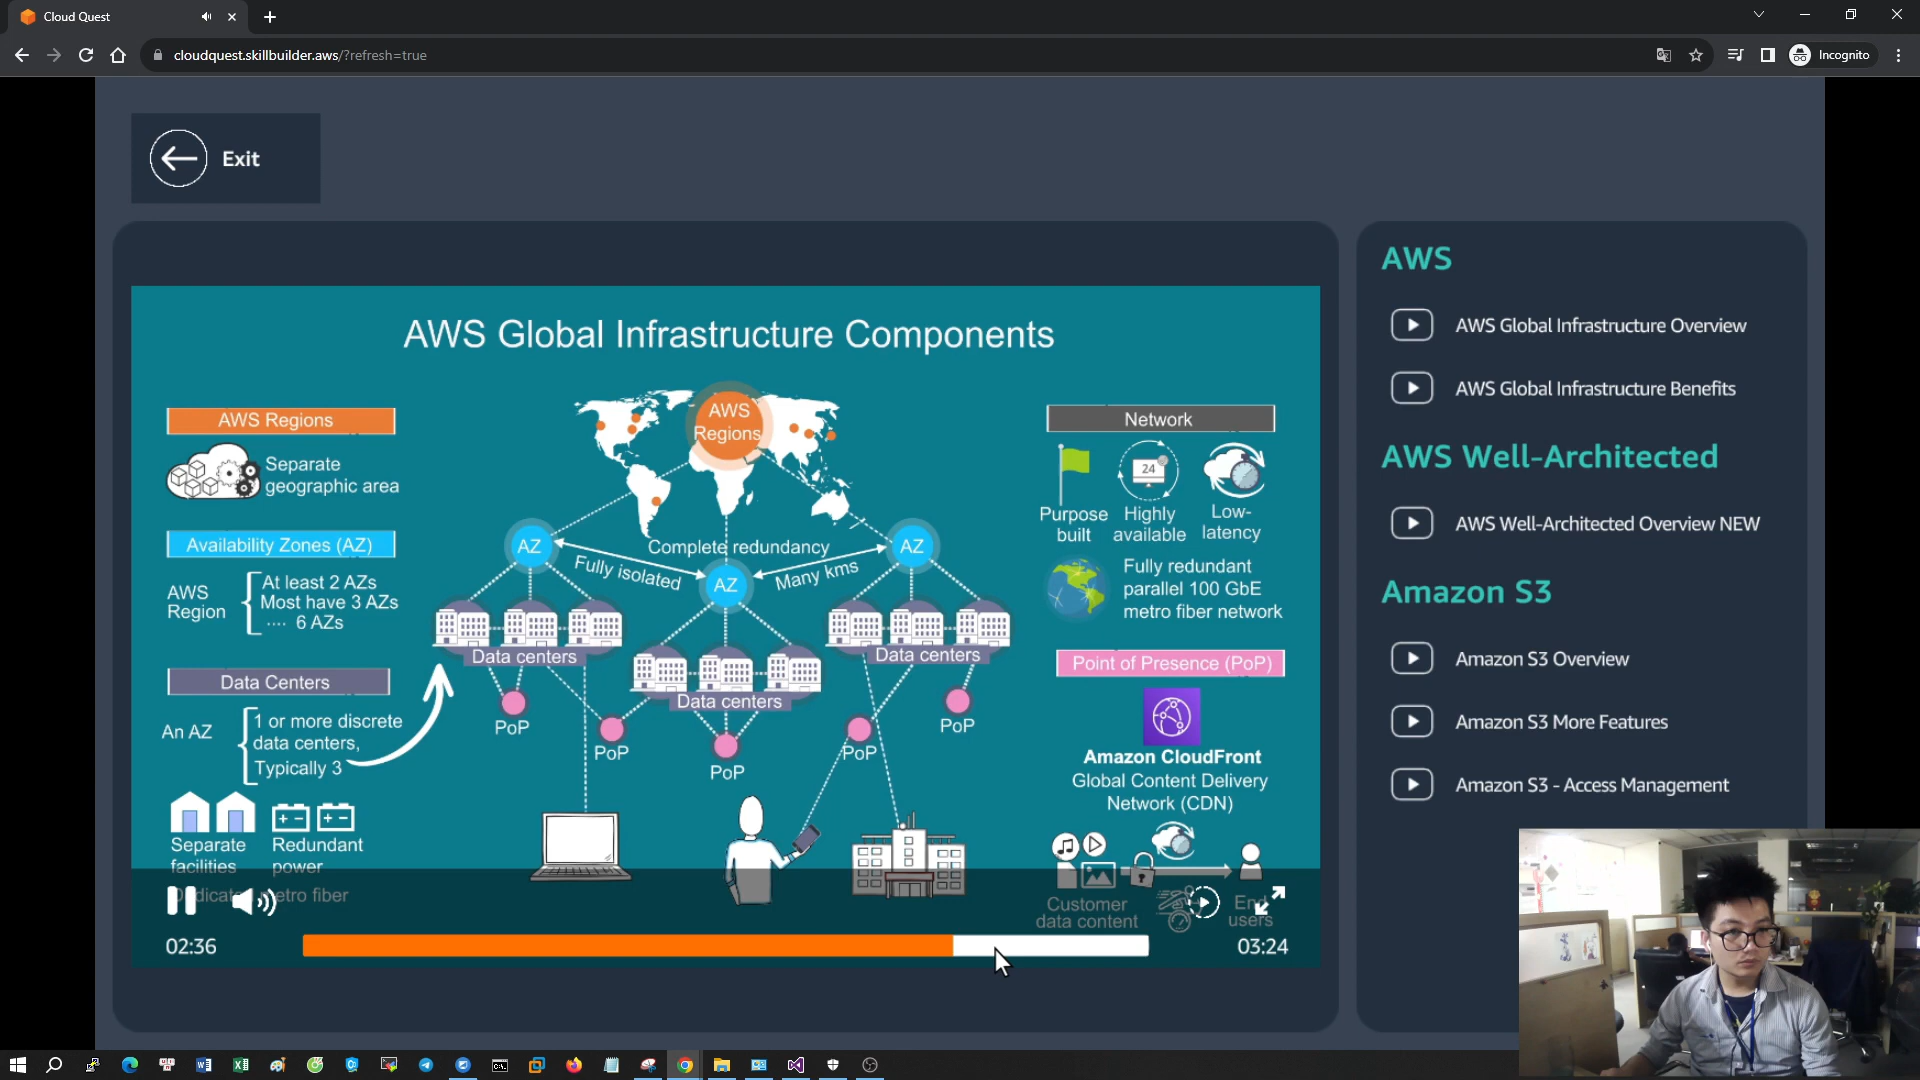 Cloud Quest
cloudquest.skillbuilder.aws/?refresh=true
Incognito
Exit
AWS Global Infrastructure Components
AWS Regions
Separate
geographic area
Availability Zones (AZ)
AWS
Region
At least 2 AZs
Most have 3 AZs
.... 6 AZs
Data Centers
An AZ
1 or more discrete
data centers,
Typically 3
Separate
facilities
Redundant
power
metro fiber
AWS
Regions
AZ
AZ
AZ
Complete redundancy
Fully isolated
Many kms
Data centers
Data centers
Data centers
PoP
PoP
PoP
PoP
PoP
Network
24
Purpose
built
Highly
available
Low-
latency
Fully redundant
parallel 100 GbE
metro fiber network
Point of Presence (PoP)
Amazon CloudFront
Global Content Delivery
Network (CDN)
Customer
data content
End
users
02:36
03:24
AWS
AWS Global Infrastructure Overview
AWS Global Infrastructure Benefits
AWS Well-Architected
AWS Well-Architected Overview NEW
Amazon S3
Amazon S3 Overview
Amazon S3 More Features
Amazon S3 - Access Management